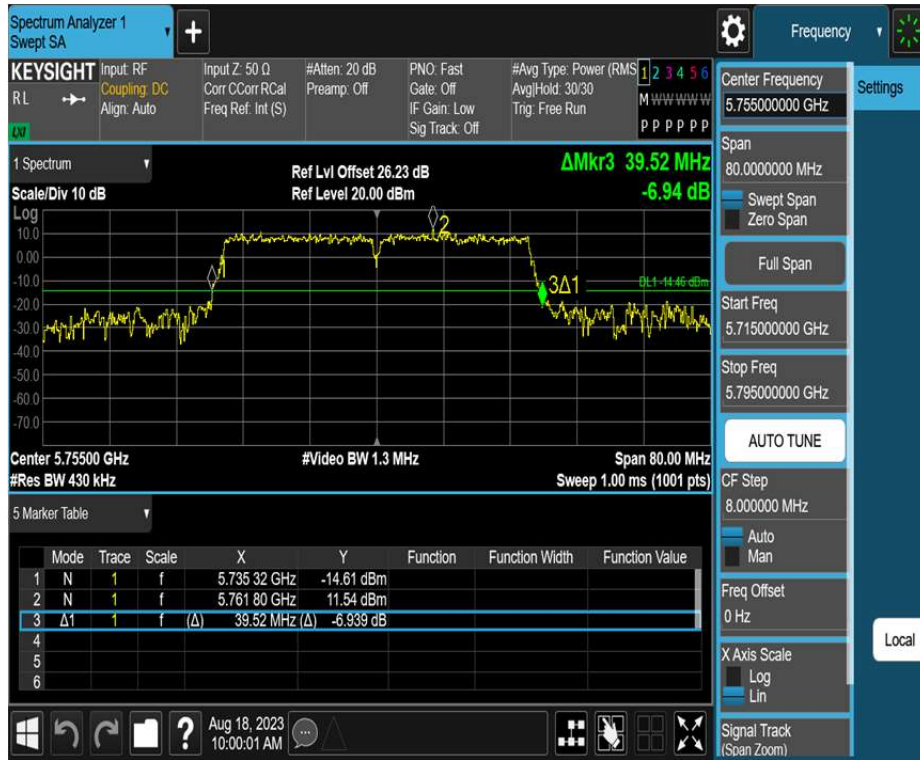 Spectrum Analyzer 1
Swept SA
+
Frequency
KEYSIGHT
RL
LXI
Input: RF
Coupling: DC
Align: Auto
Input Z: 50 Ω
Corr CCorr RCal
Freq Ref: Int (S)
#Atten: 20 dB
Preamp: Off
PNO: Fast
Gate: Off
IF Gain: Low
Sig Track: Off
#Avg Type: Power (RMS
Avg|Hold: 30/30
Trig: Free Run
1 2 3 4 5 6
M W W W W W
P P P P P P
1 Spectrum
Scale/Div 10 dB
Ref Lvl Offset 26.23 dB
Ref Level 20.00 dBm
ΔMkr3 39.52 MHz
-6.94 dB
Log
10.0
0.00
-10.0
-20.0
-30.0
-40.0
-50.0
-60.0
-70.0
2
3Δ1
DL1 -14.46 dBm
Center 5.75500 GHz
#Res BW 430 kHz
#Video BW 1.3 MHz
Span 80.00 MHz
Sweep 1.00 ms (1001 pts)
5 Marker Table
Mode Trace Scale X Y Function Function Width Function Value
1 N 1 f 5.735 32 GHz -14.61 dBm
2 N 1 f 5.761 80 GHz 11.54 dBm
3 Δ1 1 f (Δ) 39.52 MHz (Δ) -6.939 dB
4
5
6
?
Aug 18, 2023
10:00:01 AM
Center Frequency
5.755000000 GHz
Span
80.0000000 MHz
Swept Span
Zero Span
Full Span
Start Freq
5.715000000 GHz
Stop Freq
5.795000000 GHz
AUTO TUNE
CF Step
8.000000 MHz
Auto
Man
Freq Offset
0 Hz
X Axis Scale
Log
Lin
Signal Track
(Span Zoom)
Settings
Local